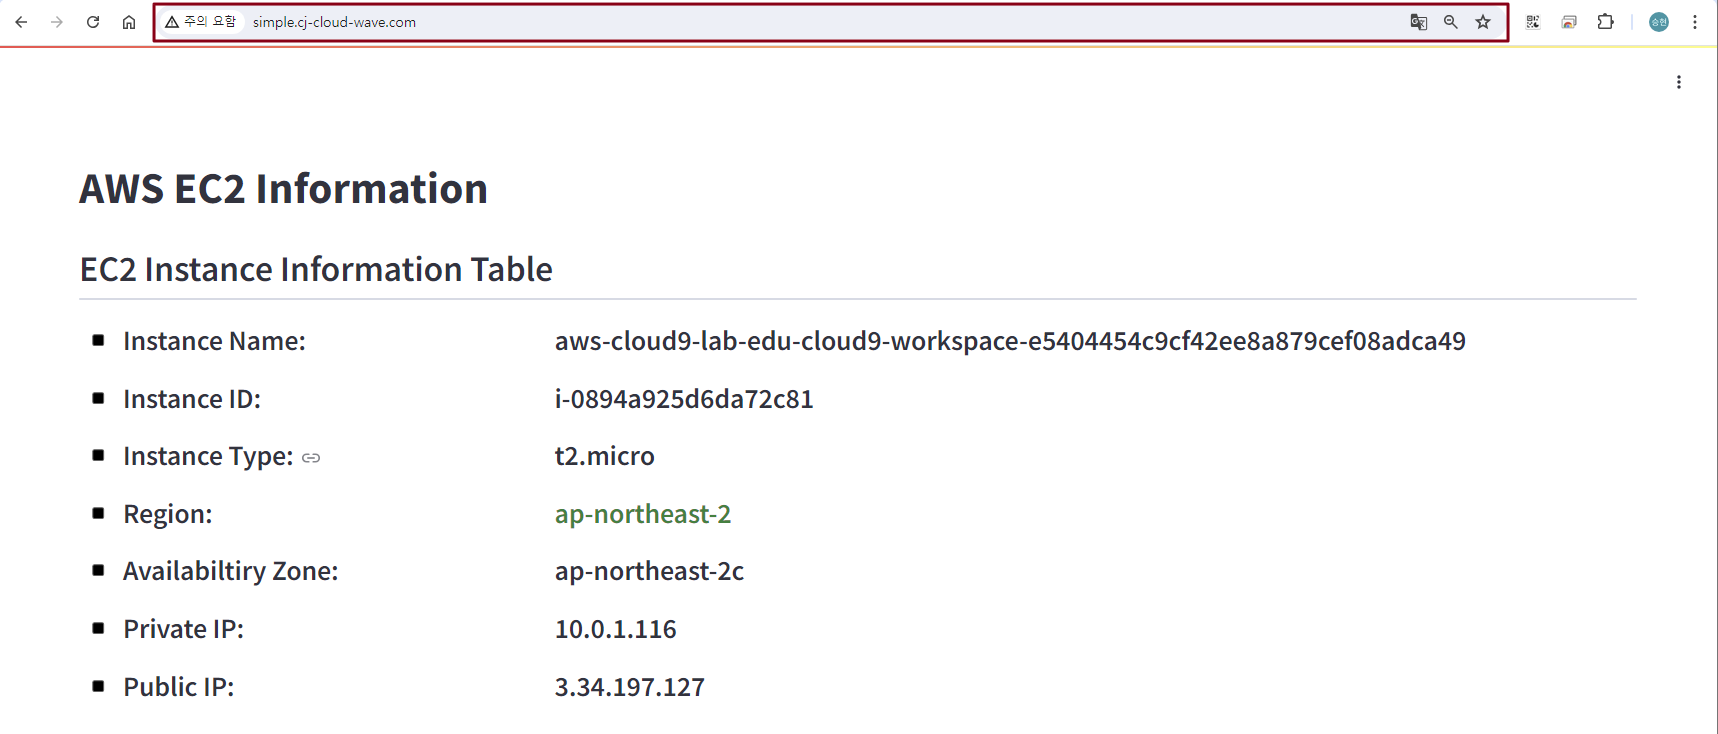 주의 요함 simple.cj-cloud-wave.com
승현
AWS EC2 Information
EC2 Instance Information Table
Instance Name: aws-cloud9-lab-edu-cloud9-workspace-e5404454c9cf42ee8a879cef08adca49
Instance ID: i-0894a925d6da72c81
Instance Type: t2.micro
Region: ap-northeast-2
Availabiltiry Zone: ap-northeast-2c
Private IP: 10.0.1.116
Public IP: 3.34.197.127